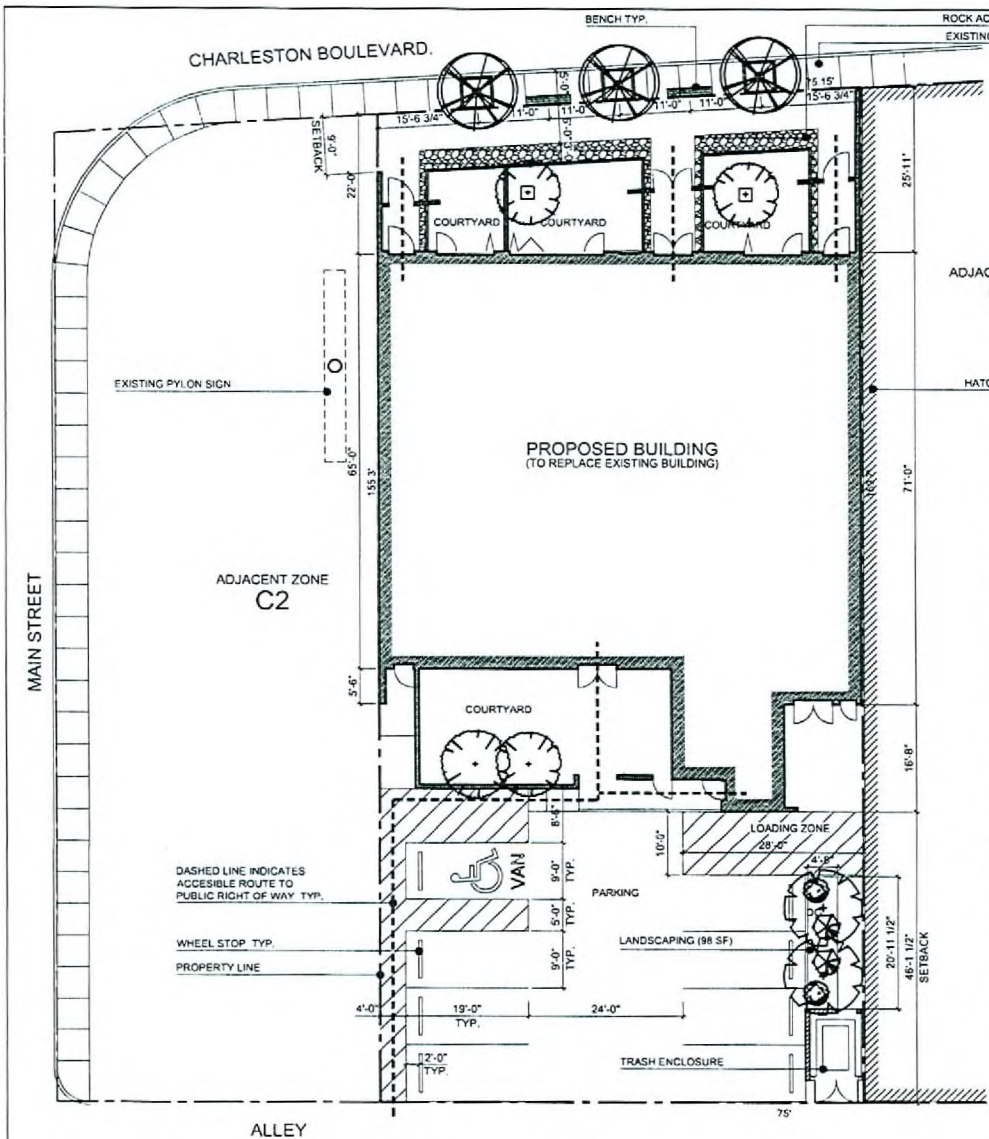 BENCH TYP.
ROCK AC
EXISTING
CHARLESTON BOULEVARD.
5'-0"
75.15'
15'-6 3/4"
11'-0"
11'-0"
11'-0"
15'-6 3/4"
9'-0"
SETBACK
22'-0"
25'-11"
COURTYARD
COURTYARD
COURTYARD
ADJAC
EXISTING PYLON SIGN
HATC
65'-0"
155.3'
PROPOSED BUILDING
(TO REPLACE EXISTING BUILDING)
71'-0"
MAIN STREET
ADJACENT ZONE
C2
5'-6"
COURTYARD
16'-8"
8'-6"
10'-0"
LOADING ZONE
28'-0"
4'-8"
DASHED LINE INDICATES
ACCESIBLE ROUTE TO
PUBLIC RIGHT OF WAY TYP.
VAN
9'-0"
TYP.
PARKING
5'-0"
TYP.
WHEEL STOP TYP.
LANDSCAPING (98 SF)
9'-0"
TYP.
20'-11 1/2"
46'-1 1/2"
SETBACK
PROPERTY LINE
4'-0"
19'-0"
TYP.
24'-0"
2'-0"
TYP.
TRASH ENCLOSURE
75'
ALLEY